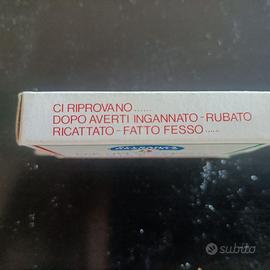 CI RIPROVANO......
DOPO AVERTI INGANNATO - RUBATO
RICATTATO - FATTO FESSO.....
subito